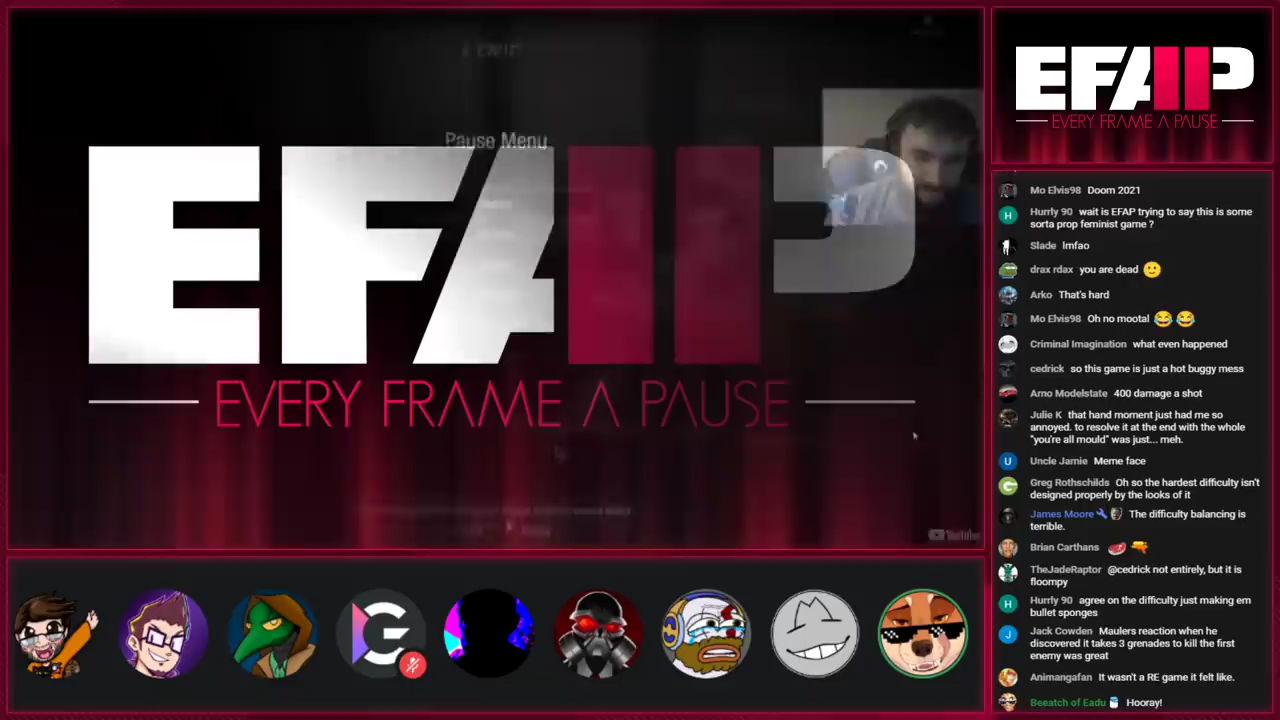 Pause Menu
EFAP
EVERY FRAME A PAUSE
YouTube
EFAP
EVERY FRAME A PAUSE
Mo Elvis98 Doom 2021
H Hurrly 90 wait is EFAP trying to say this is some
sorta prop feminist game ?
Slade lmfao
drax rdax you are dead 🙂
Arko That's hard
Mo Elvis98 Oh no mootal 😂 😂
Criminal Imagination what even happened
cedrick so this game is just a hot buggy mess
Arno Modelstate 400 damage a shot
Julie K that hand moment just had me so
annoyed. to resolve it at the end with the whole
"you're all mould" was just... meh.
U Uncle Jamie Meme face
Greg Rothschilds Oh so the hardest difficulty isn't
designed properly by the looks of it
James Moore The difficulty balancing is
terrible.
Brian Carthans 🥩 🔫
TheJadeRaptor @cedrick not entirely, but it is
floompy
H Hurrly 90 agree on the difficulty just making em
bullet sponges
J Jack Cowden Maulers reaction when he
discovered it takes 3 grenades to kill the first
enemy was great
Animangafan It wasn't a RE game it felt like.
Beeatch of Eadu Hooray!